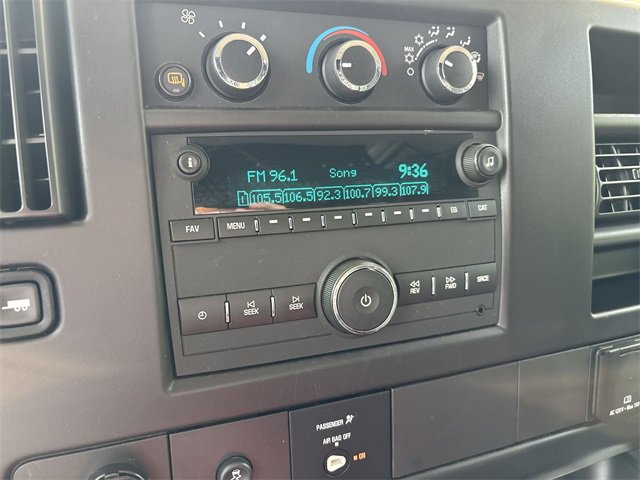 MAX
FM 96.1 Song 9:36
1 105.5 106.5 92.3 100.7 99.3 107.9
FAV MENU EQ CAT
SEEK SEEK REV FWD SRCE
PASSENGER
AIR BAG OFF
ON